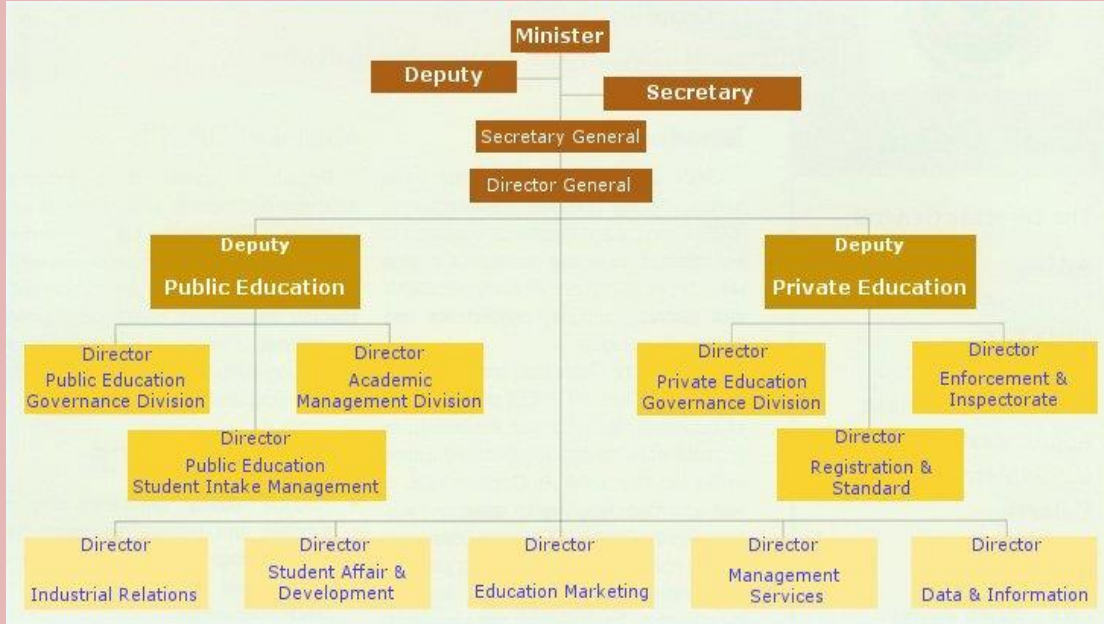 Minister
Deputy
Secretary
Secretary General
Director General
Deputy
Public Education
Deputy
Private Education
Director
Public Education
Governance Division
Director
Academic
Management Division
Director
Public Education
Student Intake Management
Director
Private Education
Governance Division
Director
Enforcement &
Inspectorate
Director
Registration &
Standard
Director
Industrial Relations
Director
Student Affair &
Development
Director
Education Marketing
Director
Management
Services
Director
Data & Information